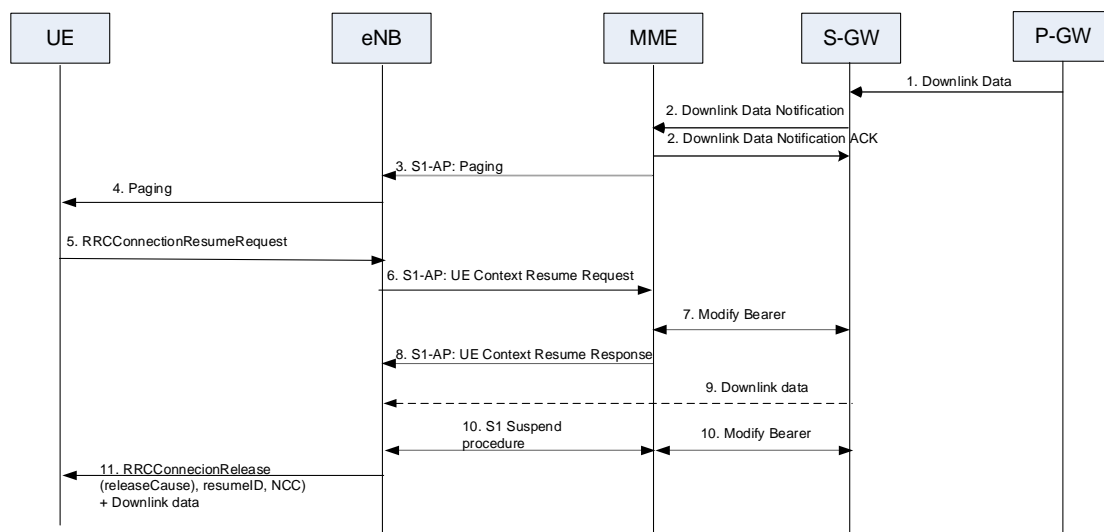 UE
eNB
MME
S-GW
P-GW
1. Downlink Data
2. Downlink Data Notification
2. Downlink Data Notification ACK
3. S1-AP: Paging
4. Paging
5. RRCConnectionResumeRequest
6. S1-AP: UE Context Resume Request
7. Modify Bearer
8. S1-AP: UE Context Resume Response
9. Downlink data
10. S1 Suspend
procedure
10. Modify Bearer
11. RRCConnecionRelease
(releaseCause), resumeID, NCC)
+ Downlink data